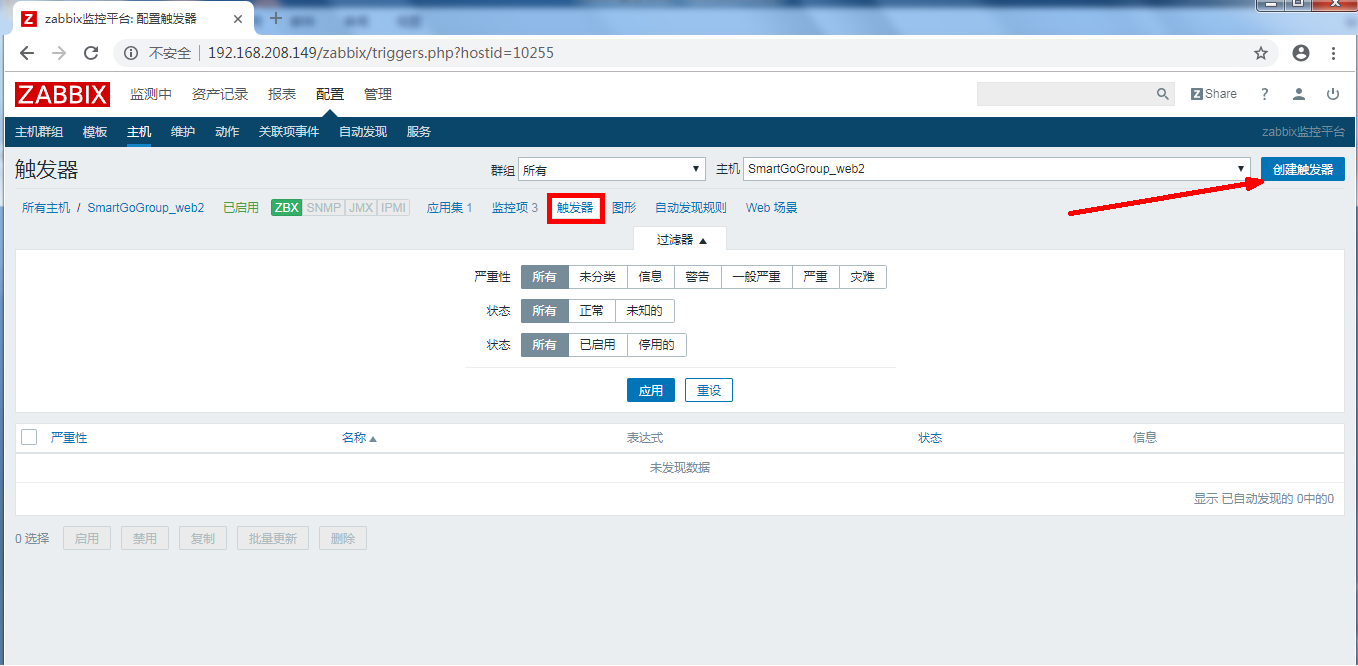 Z zabbix监控平台: 配置触发器
不安全 192.168.208.149/zabbix/triggers.php?hostid=10255
ZABBIX 监测中 资产记录 报表 配置 管理 Z Share ?
主机群组 模板 主机 维护 动作 关联项事件 自动发现 服务 zabbix监控平台
触发器 群组 所有 主机 SmartGoGroup_web2 创建触发器
所有主机 / SmartGoGroup_web2 已启用 ZBX SNMP JMX IPMI 应用集 1 监控项 3 触发器 图形 自动发现规则 Web 场景
过滤器
严重性 所有 未分类 信息 警告 一般严重 严重 灾难
状态 所有 正常 未知的
状态 所有 已启用 停用的
应用 重设
严重性 名称 表达式 状态 信息
未发现数据
显示 已自动发现的 0中的0
0 选择 启用 禁用 复制 批量更新 删除